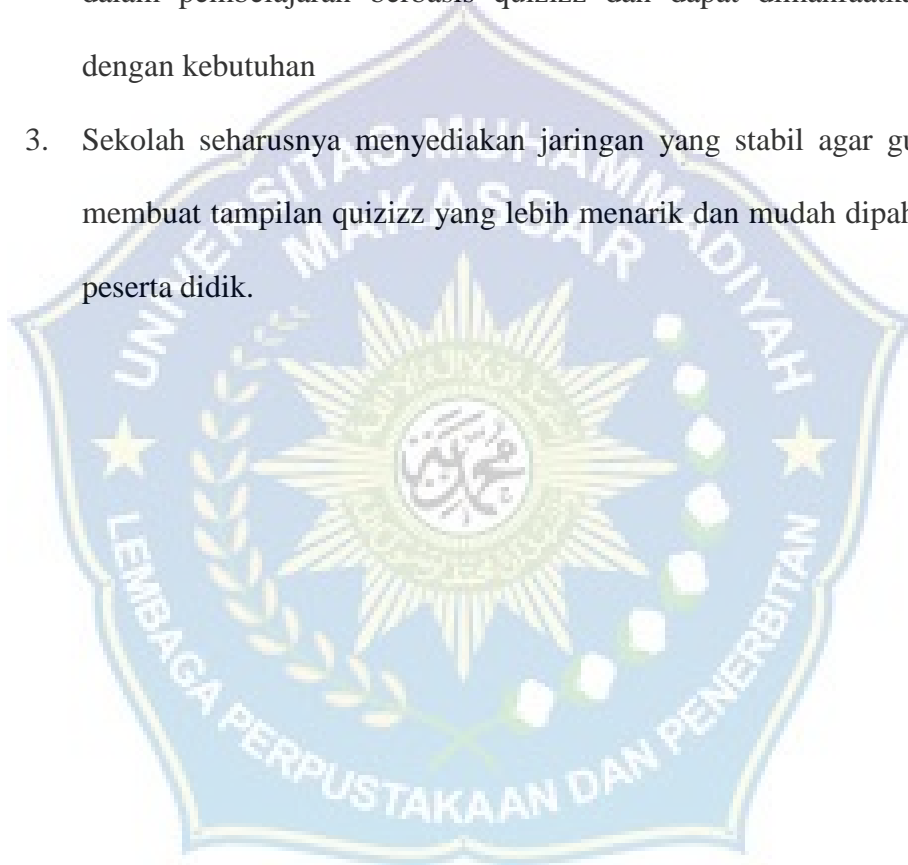 dalam pembelajaran berbasis quizizz dan dapat
dengan kebutuhan
3. Sekolah seharusnya menyediakan jaringan yang stabil agar gu
membuat tampilan quizizz yang lebih menarik dan mudah dipah
peserta didik.
UNIVERSITAS MUHAMMADIYAH
MAKASSAR
LEMBAGA PERPUSTAKAAN DAN PENERBITAN